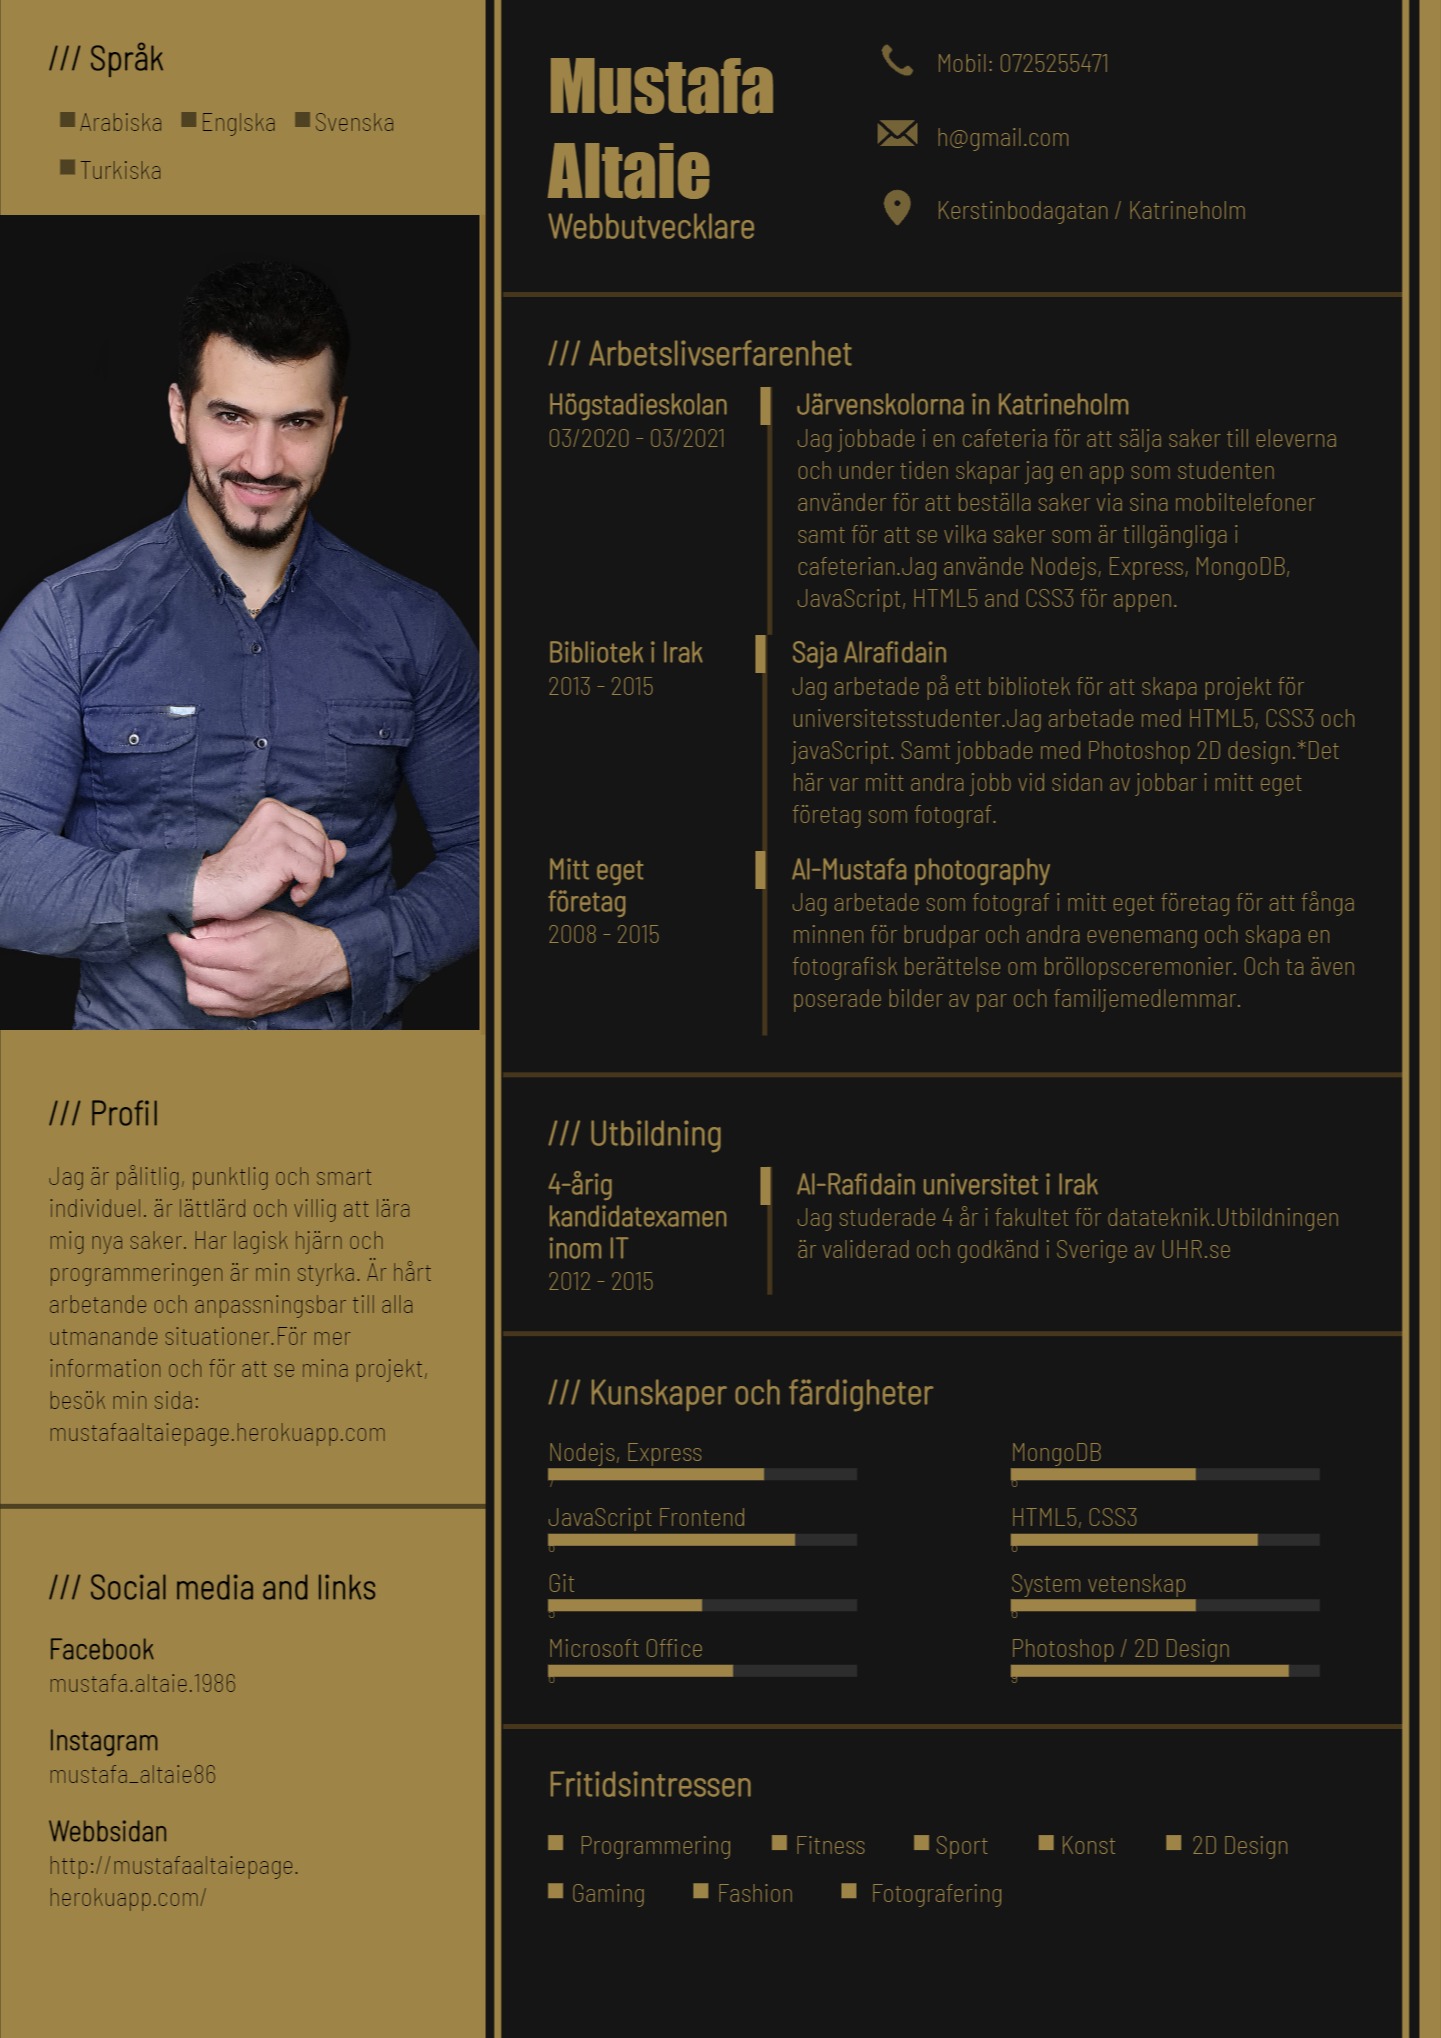 /// Språk
Arabiska Englska Svenska
Turkiska
/// Profil
Jag är pålitlig, punktlig och smart
individuel. är lättlärd och villig att lära
mig nya saker. Har lagisk hjärn och
programmeringen är min styrka. Är hårt
arbetande och anpassningsbar till alla
utmanande situationer.För mer
information och för att se mina projekt,
besök min sida:
mustafaaltaiepage.herokuapp.com
/// Social media and links
Facebook
mustafa.altaie.1986
Instagram
mustafa_altaie86
Webbsidan
http://mustafaaltaiepage.
herokuapp.com/
Mustafa
Altaie
Webbutvecklare
Mobil: 0725255471
h@gmail.com
Kerstinbodagatan / Katrineholm
/// Arbetslivserfarenhet
Högstadieskolan
03/2020 - 03/2021
Järvenskolorna in Katrineholm
Jag jobbade i en cafeteria för att sälja saker till eleverna
och under tiden skapar jag en app som studenten
använder för att beställa saker via sina mobiltelefoner
samt för att se vilka saker som är tillgängliga i
cafeterian.Jag använde Nodejs, Express, MongoDB,
JavaScript, HTML5 and CSS3 för appen.
Bibliotek i Irak
2013 - 2015
Saja Alrafidain
Jag arbetade på ett bibliotek för att skapa projekt för
universitetsstudenter.Jag arbetade med HTML5, CSS3 och
javaScript. Samt jobbade med Photoshop 2D design.*Det
här var mitt andra jobb vid sidan av jobbar i mitt eget
företag som fotograf.
Mitt eget
företag
2008 - 2015
Al-Mustafa photography
Jag arbetade som fotograf i mitt eget företag för att fånga
minnen för brudpar och andra evenemang och skapa en
fotografisk berättelse om bröllopsceremonier. Och ta även
poserade bilder av par och familjemedlemmar.
/// Utbildning
4-årig
kandidatexamen
inom IT
2012 - 2015
Al-Rafidain universitet i Irak
Jag studerade 4 år i fakultet för datateknik.Utbildningen
är validerad och godkänd i Sverige av UHR.se
/// Kunskaper och färdigheter
Nodejs, Express
MongoDB
JavaScript Frontend
HTML5, CSS3
Git
System vetenskap
Microsoft Office
Photoshop / 2D Design
Fritidsintressen
Programmering Fitness Sport Konst 2D Design
Gaming Fashion Fotografering